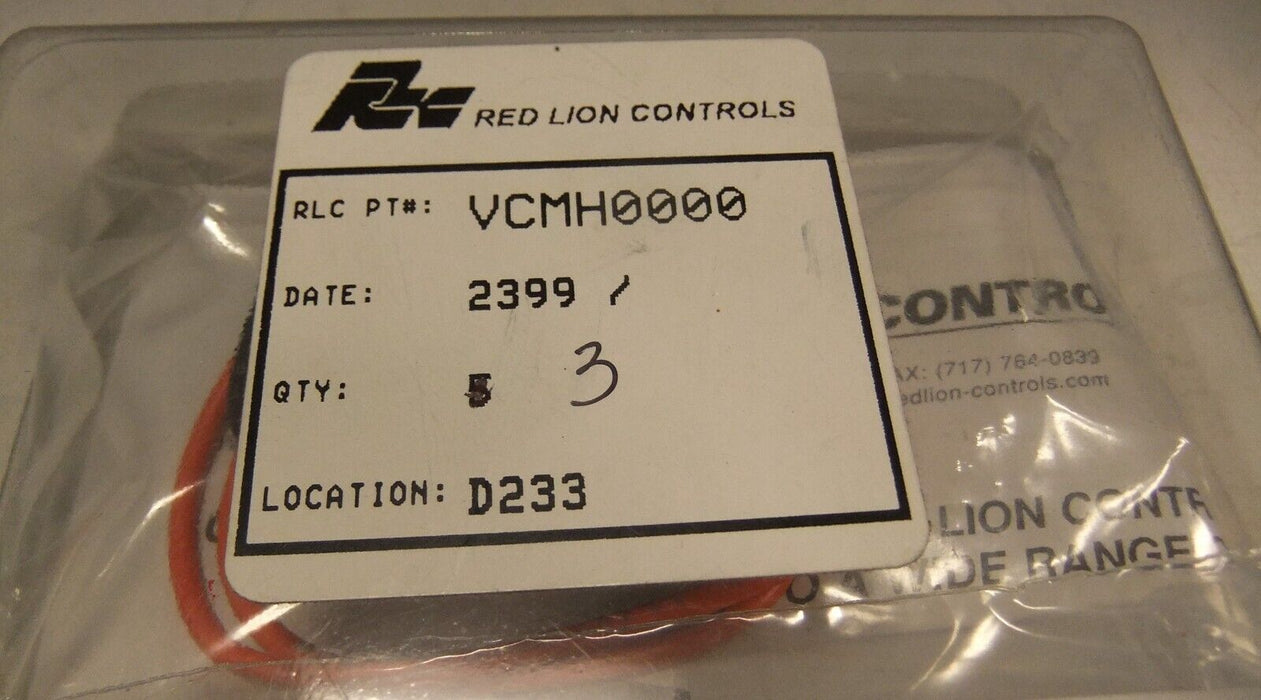 RLC RED LION CONTROLS
RLC PT#: VCMH0000
DATE: 2399 /
QTY: 5 3
LOCATION: D233
CONTRO
AX: (717) 764-0839
edlion-controls.com
LION CONTR
O A WIDE RANGE